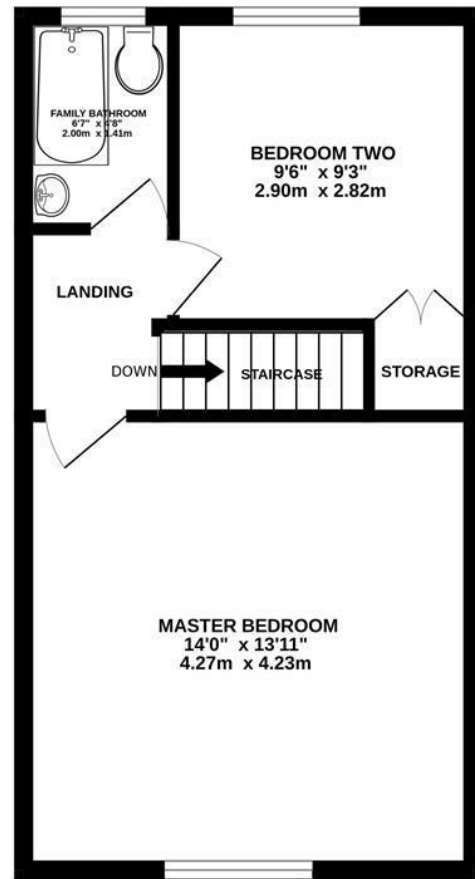 FAMILY BATHROOM
6'7" x 4'8"
2.00m x 1.41m
BEDROOM TWO
9'6" x 9'3"
2.90m x 2.82m
LANDING
DOWN
STAIRCASE
STORAGE
MASTER BEDROOM
14'0" x 13'11"
4.27m x 4.23m